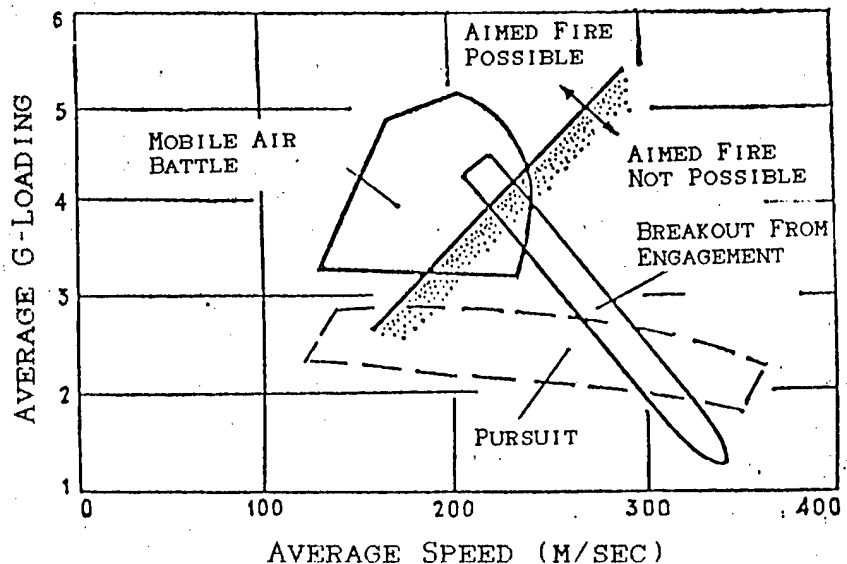 AVERAGE G-LOADING
6
5
4
3
2
1
AIMED FIRE
POSSIBLE
MOBILE AIR
BATTLE
AIMED FIRE
NOT POSSIBLE
BREAKOUT FROM
ENGAGEMENT
PURSUIT
0 100 200 300 400
AVERAGE SPEED (M/SEC)